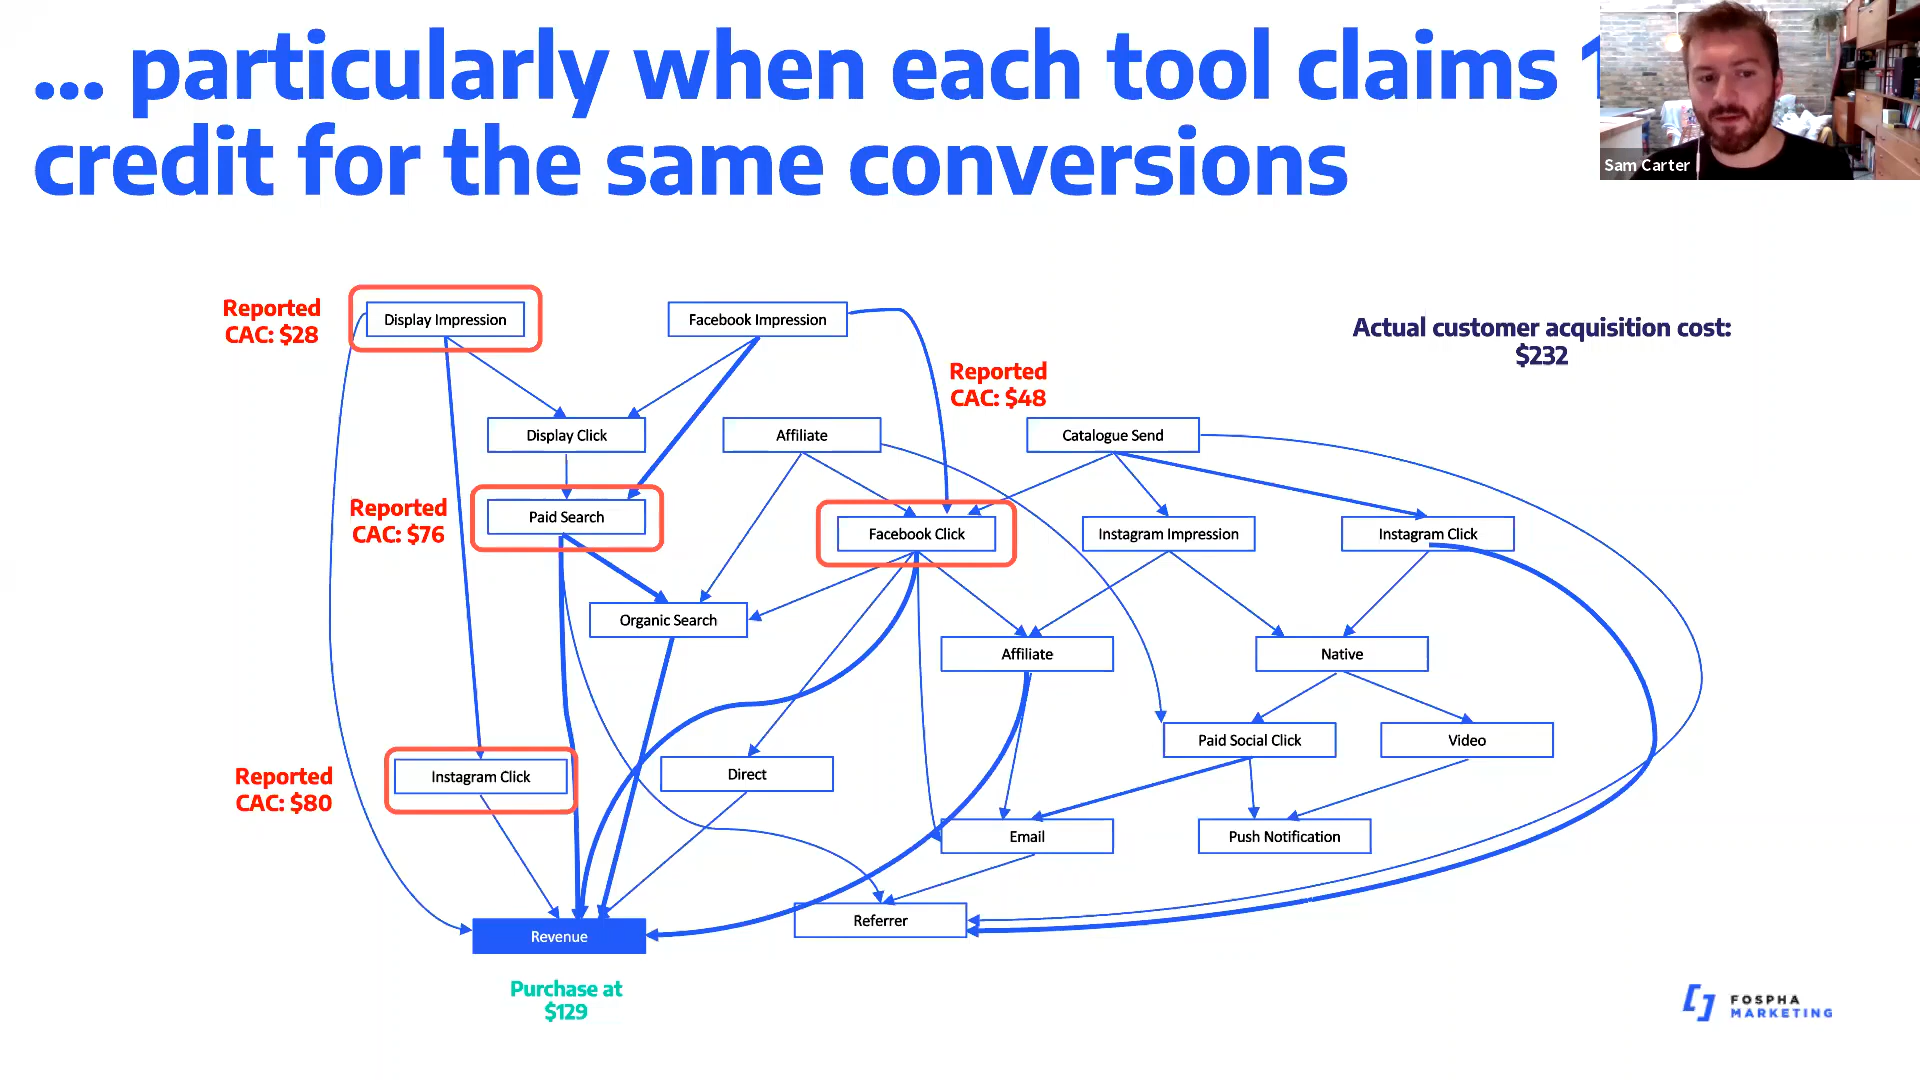 ... particularly when each tool claims
credit for the same conversions
Sam Carter
Reported
CAC: $28
Display Impression
Facebook Impression
Actual customer acquisition cost:
$232
Reported
CAC: $48
Display Click
Affiliate
Catalogue Send
Reported
CAC: $76
Paid Search
Facebook Click
Instagram Impression
Instagram Click
Organic Search
Affiliate
Native
Paid Social Click
Video
Reported
CAC: $80
Instagram Click
Direct
Email
Push Notification
Referrer
Revenue
Purchase at
$129
FOSPHA
MARKETING